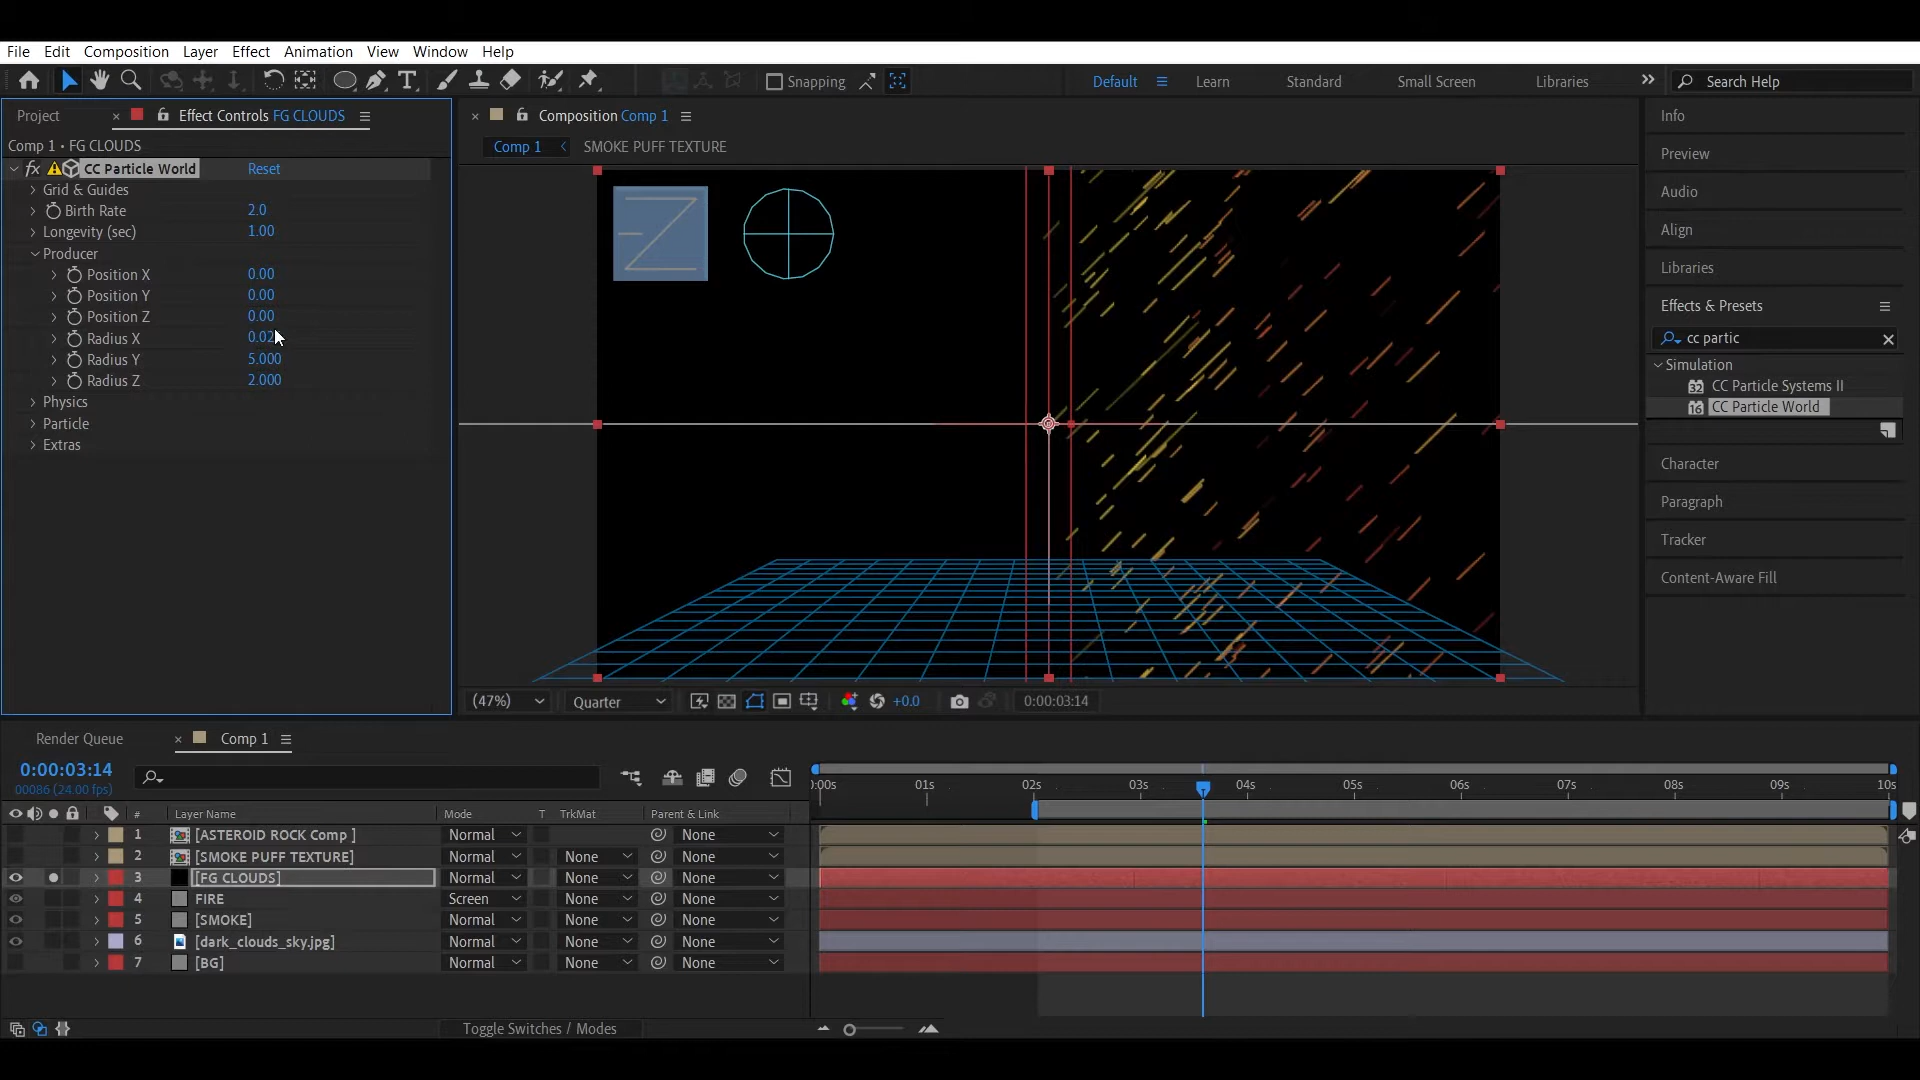 File Edit Composition Layer Effect Animation View Window Help
Snapping
Default Learn Standard Small Screen Libraries Search Help
Project × Effect Controls FG CLOUDS
Comp 1 • FG CLOUDS
fx CC Particle World Reset
Grid & Guides
Birth Rate 2.0
Longevity (sec) 1.00
Producer
Position X 0.00
Position Y 0.00
Position Z 0.00
Radius X 0.02
Radius Y 5.000
Radius Z 2.000
Physics
Particle
Extras
× Composition Comp 1
Comp 1 SMOKE PUFF TEXTURE
Z
(47%) Quarter +0.0 0:00:03:14
Info
Preview
Audio
Align
Libraries
Effects & Presets
cc partic
Simulation
32 CC Particle Systems II
16 CC Particle World
Character
Paragraph
Tracker
Content-Aware Fill
Render Queue × Comp 1
0:00:03:14
00086 (24.00 fps)
:00s 01s 02s 03s 04s 05s 06s 07s 08s 09s 10s
# Layer Name Mode T TrkMat Parent & Link
1 [ASTEROID ROCK Comp ] Normal None
2 [SMOKE PUFF TEXTURE] Normal None None
3 [FG CLOUDS] Normal None None
4 FIRE Screen None None
5 [SMOKE] Normal None None
6 [dark_clouds_sky.jpg] Normal None None
7 [BG] Normal None None
Toggle Switches / Modes